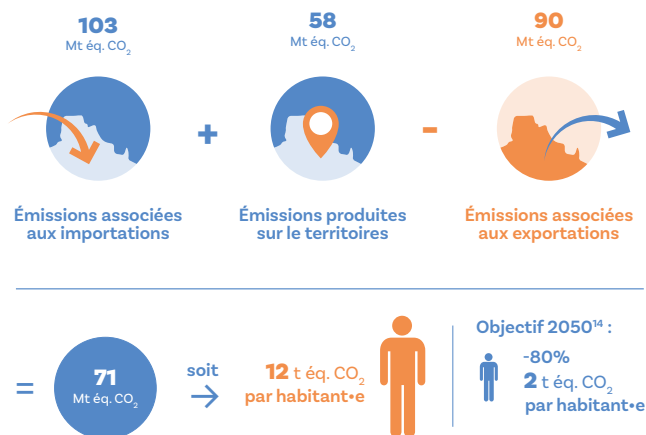 103
Mt éq. CO₂
58
Mt éq. CO₂
90
Mt éq. CO₂
+
-
Émissions associées
aux importations
Émissions produites
sur le territoires
Émissions associées
aux exportations
=
71
Mt éq. CO₂
soit
→
12 t éq. CO₂
par habitant•e
Objectif 2050¹⁴ :
-80%
2 t éq. CO₂
par habitant•e